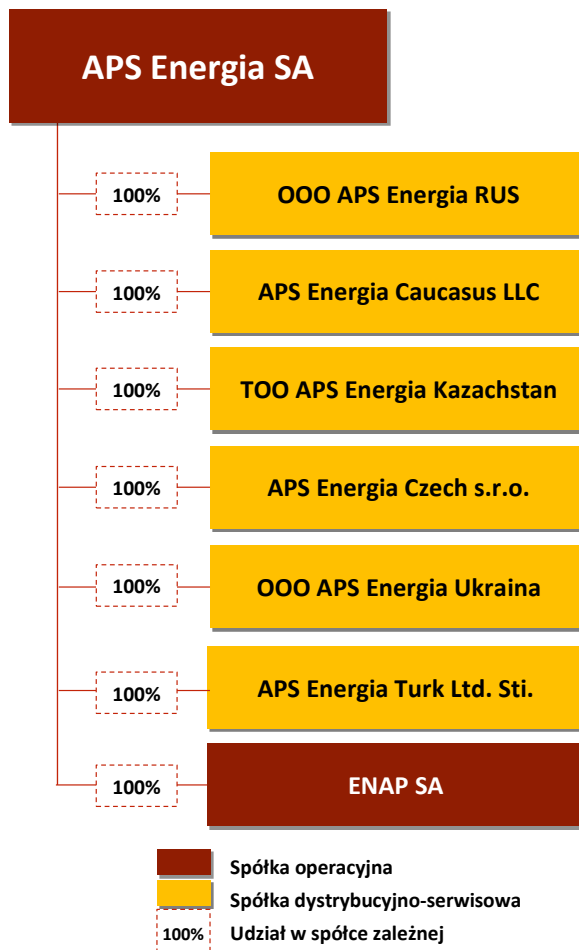 APS Energia SA
100% OOO APS Energia RUS
100% APS Energia Caucasus LLC
100% TOO APS Energia Kazachstan
100% APS Energia Czech s.r.o.
100% OOO APS Energia Ukraina
100% APS Energia Turk Ltd. Sti.
100% ENAP SA
Spółka operacyjna
Spółka dystrybucyjno-serwisowa
100% Udział w spółce zależnej